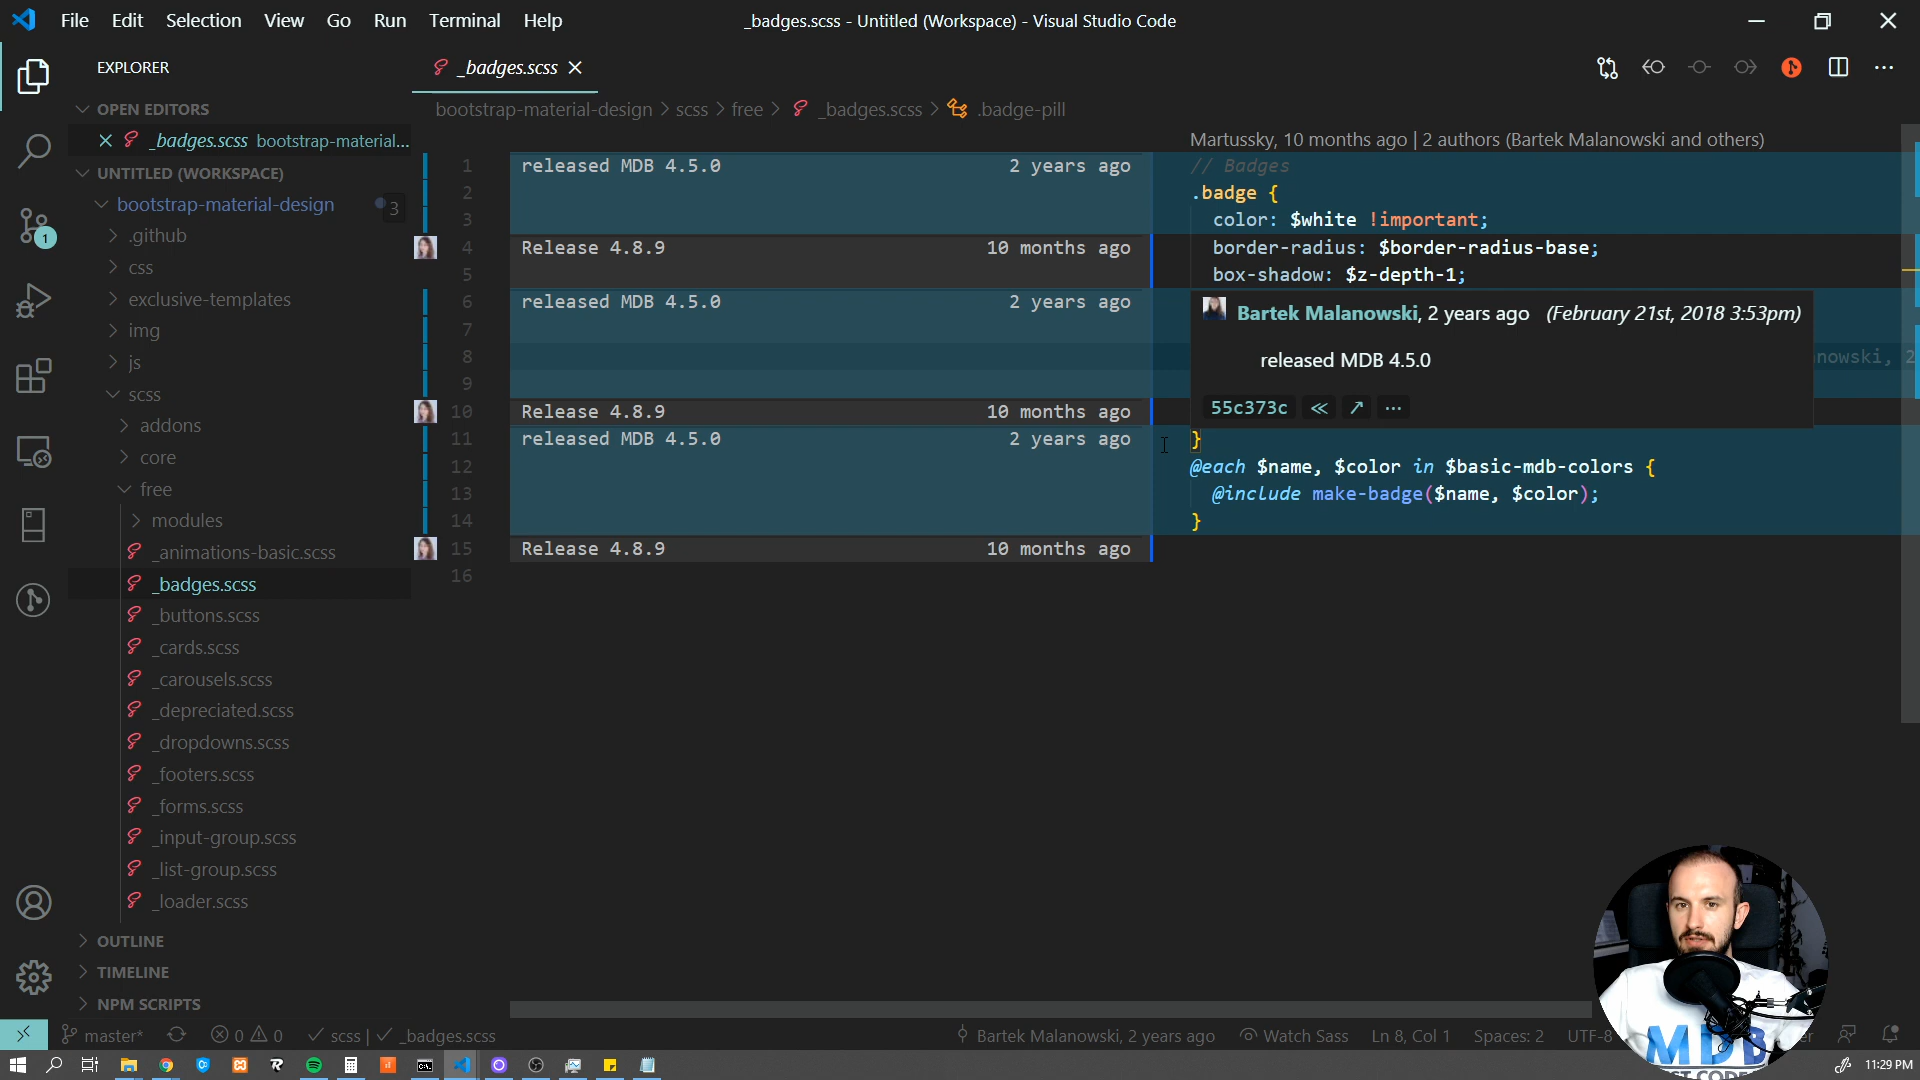 File Edit Selection View Go Run Terminal Help
_badges.scss - Untitled (Workspace) - Visual Studio Code
EXPLORER
OPEN EDITORS
_badges.scss bootstrap-material...
UNTITLED (WORKSPACE)
bootstrap-material-design 3
.github
css
exclusive-templates
img
js
scss
addons
core
free
modules
_animations-basic.scss
_badges.scss
_buttons.scss
_cards.scss
_carousels.scss
_depreciated.scss
_dropdowns.scss
_footers.scss
_forms.scss
_input-group.scss
_list-group.scss
_loader.scss
OUTLINE
TIMELINE
NPM SCRIPTS
1
_badges.scss
bootstrap-material-design > scss > free > _badges.scss > .badge-pill
Martussky, 10 months ago | 2 authors (Bartek Malanowski and others)
1 released MDB 4.5.0 2 years ago // Badges
2 .badge {
3 color: $white !important;
4 Release 4.8.9 10 months ago border-radius: $border-radius-base;
5 box-shadow: $z-depth-1;
6 released MDB 4.5.0 2 years ago
7
8 nowski, 2
9
10 Release 4.8.9 10 months ago
11 released MDB 4.5.0 2 years ago }
12 @each $name, $color in $basic-mdb-colors {
13 @include make-badge($name, $color);
14 }
15 Release 4.8.9 10 months ago
16
Bartek Malanowski, 2 years ago (February 21st, 2018 3:53pm)
released MDB 4.5.0
55c373c
master* 0 0 scss | _badges.scss
Bartek Malanowski, 2 years ago Watch Sass Ln 8, Col 1 Spaces: 2 UTF-8
MDB
11:29 PM